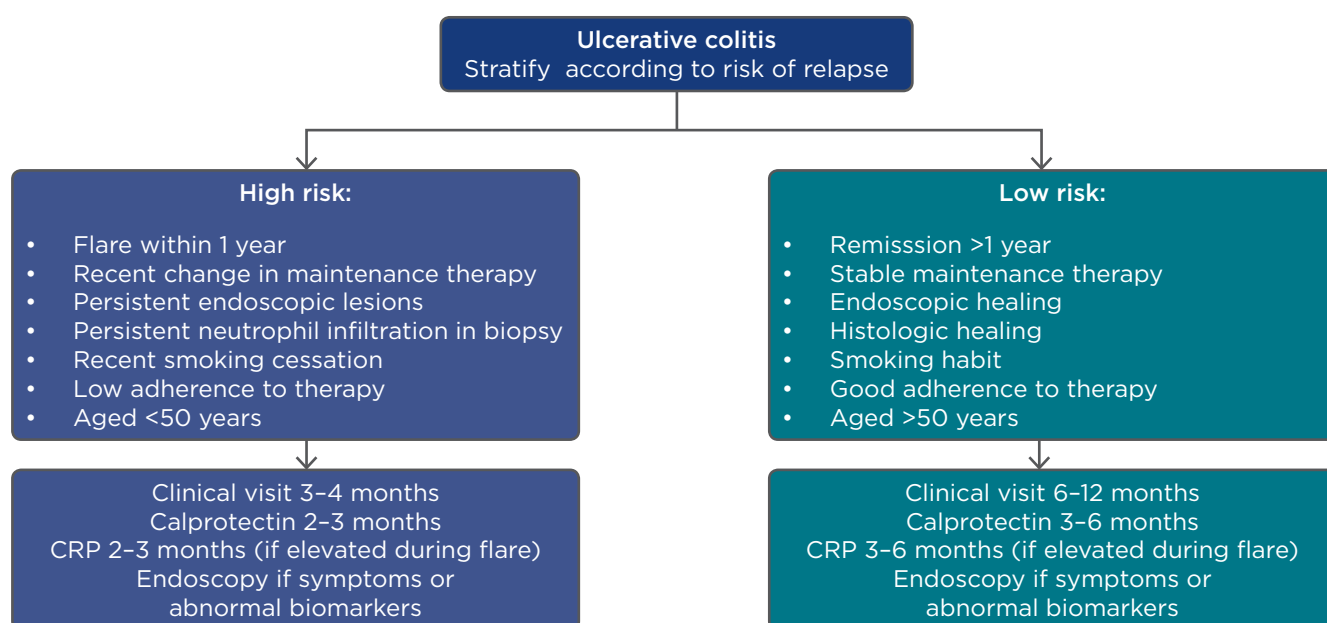 Ulcerative colitis
Stratify according to risk of relapse
High risk:
• Flare within 1 year
• Recent change in maintenance therapy
• Persistent endoscopic lesions
• Persistent neutrophil infiltration in biopsy
• Recent smoking cessation
• Low adherence to therapy
• Aged <50 years
Low risk:
• Remisssion >1 year
• Stable maintenance therapy
• Endoscopic healing
• Histologic healing
• Smoking habit
• Good adherence to therapy
• Aged >50 years
Clinical visit 3–4 months
Calprotectin 2–3 months
CRP 2–3 months (if elevated during flare)
Endoscopy if symptoms or
abnormal biomarkers
Clinical visit 6–12 months
Calprotectin 3–6 months
CRP 3–6 months (if elevated during flare)
Endoscopy if symptoms or
abnormal biomarkers